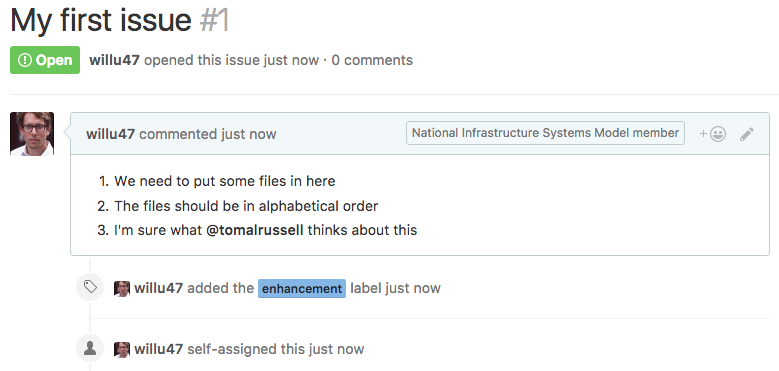 My first issue #1
Open willu47 opened this issue just now · 0 comments
willu47 commented just now National Infrastructure Systems Model member +
1. We need to put some files in here
2. The files should be in alphabetical order
3. I'm sure what @tomalrussell thinks about this
willu47 added the enhancement label just now
willu47 self-assigned this just now